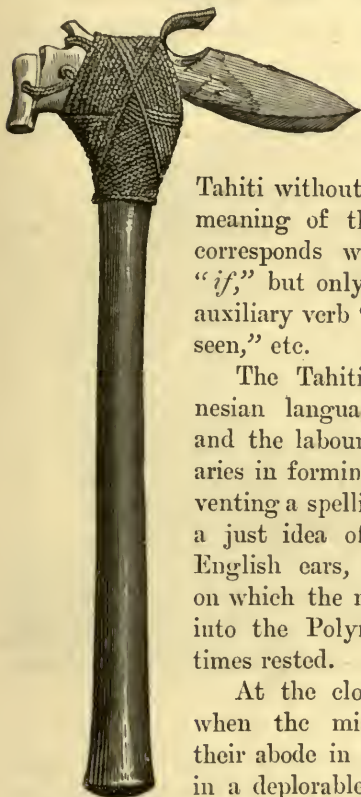 Tahiti without
meaning of th
corresponds w
"if," but only
auxiliary verb
seen," etc.
The Tahiti
nesian langua
and the labour
aries in formin
venting a spelli
a just idea of
English ears,
on which the
into the Polyn
times rested.
At the clo
when the mi
their abode in
in a deplorable